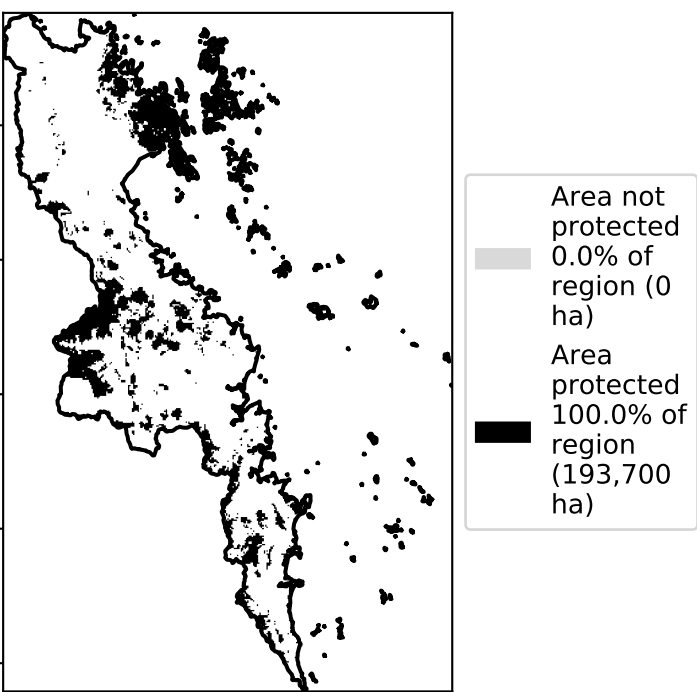 Area not
protected
0.0% of
region (0
ha)
Area
protected
100.0% of
region
(193,700
ha)